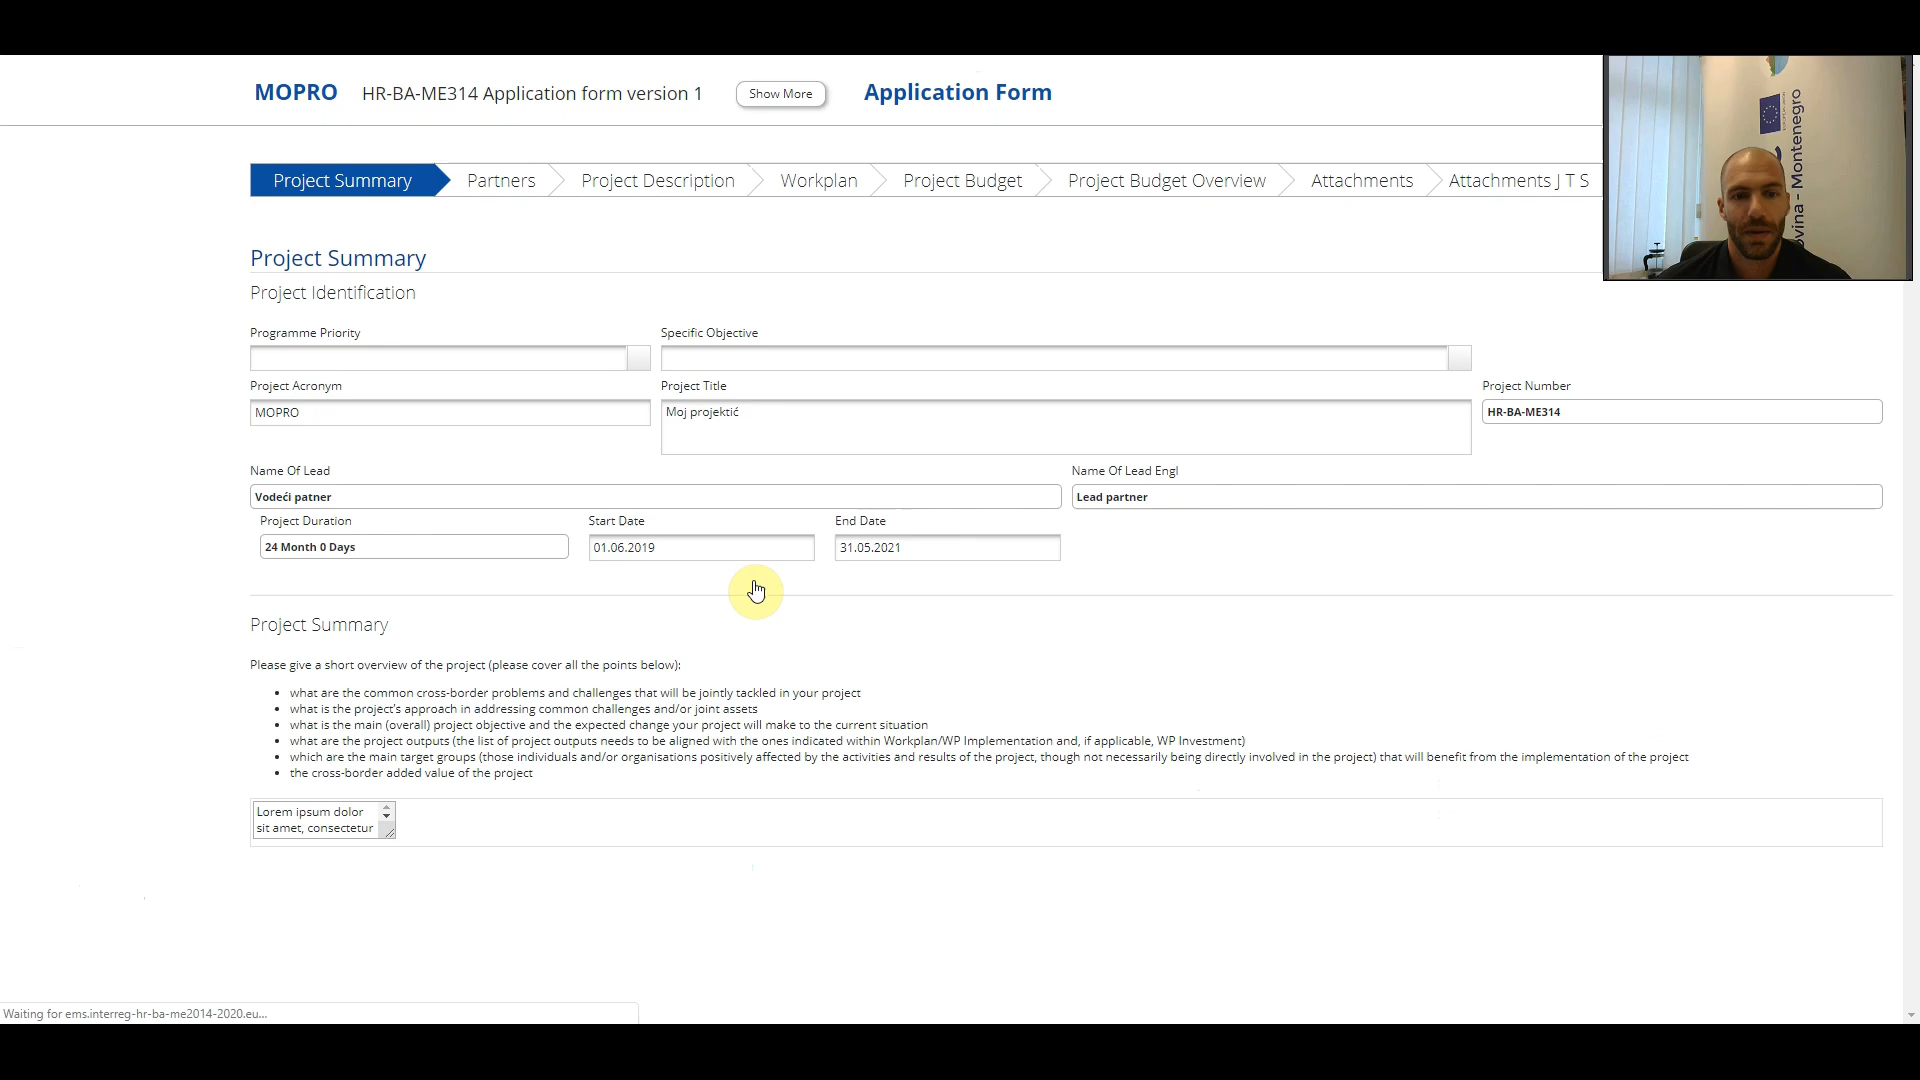 MOPRO HR-BA-ME314 Application form version 1 Show More Application Form
Project Summary Partners Project Description Workplan Project Budget Project Budget Overview Attachments Attachments J T S
ovina - Montenegro
Project Summary
Project Identification
Programme Priority Specific Objective
Project Acronym Project Title Project Number
MOPRO Moj projektić HR-BA-ME314
Name Of Lead Name Of Lead Engl
Vodeći patner Lead partner
Project Duration Start Date End Date
24 Month 0 Days 01.06.2019 31.05.2021
Project Summary
Please give a short overview of the project (please cover all the points below):
• what are the common cross-border problems and challenges that will be jointly tackled in your project
• what is the project's approach in addressing common challenges and/or joint assets
• what is the main (overall) project objective and the expected change your project will make to the current situation
• what are the project outputs (the list of project outputs needs to be aligned with the ones indicated within Workplan/WP Implementation and, if applicable, WP Investment)
• which are the main target groups (those individuals and/or organisations positively affected by the activities and results of the project, though not necessarily being directly involved in the project) that will benefit from the implementation of the project
• the cross-border added value of the project
Lorem ipsum dolor
sit amet, consectetur
Waiting for ems.interreg-hr-ba-me2014-2020.eu...